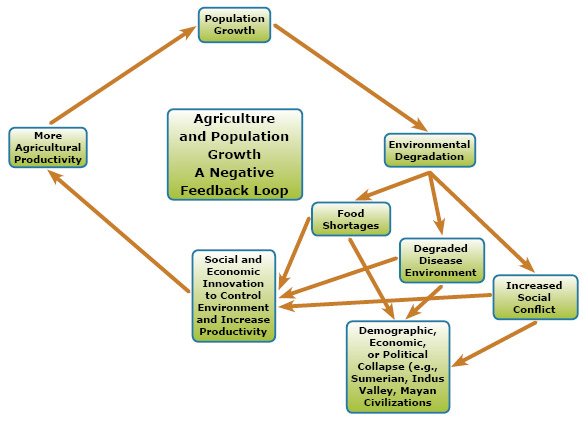 Population
Growth
Agriculture
and Population
Growth
A Negative
Feedback Loop
More
Agricultural
Productivity
Environmental
Degradation
Food
Shortages
Degraded
Disease
Environment
Social and
Economic
Innovation
to Control
Environment
and Increase
Productivity
Increased
Social
Conflict
Demographic,
Economic,
or Political
Collapse (e.g.,
Sumerian, Indus
Valley, Mayan
Civilizations